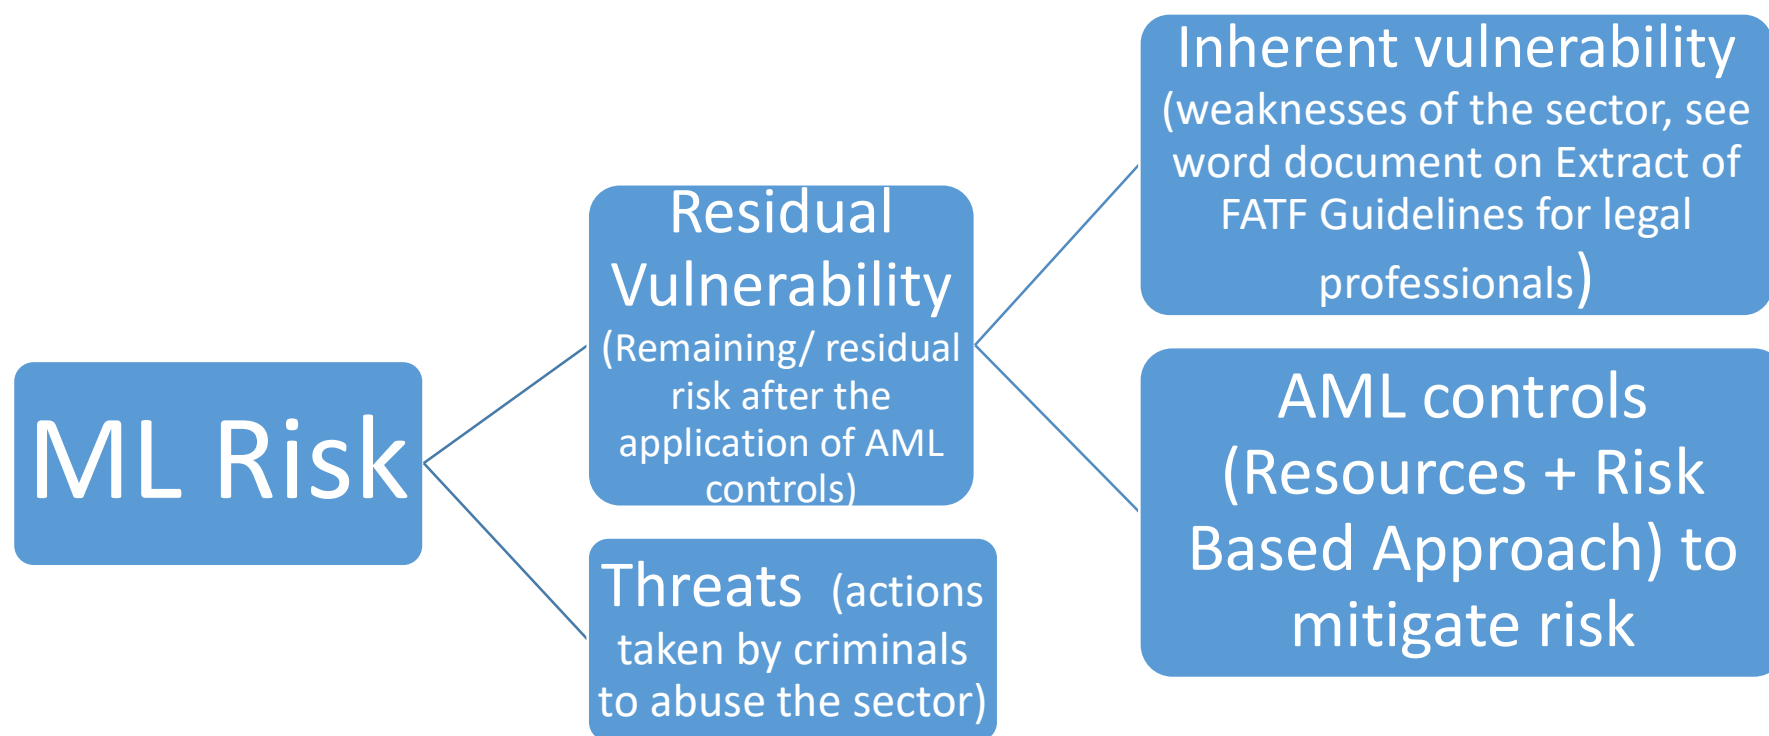 ML Risk
Residual
Vulnerability
(Remaining/ residual
risk after the
application of AML
controls)
Threats (actions
taken by criminals
to abuse the sector)
Inherent vulnerability
(weaknesses of the sector, see
word document on Extract of
FATF Guidelines for legal
professionals)
AML controls
(Resources + Risk
Based Approach) to
mitigate risk